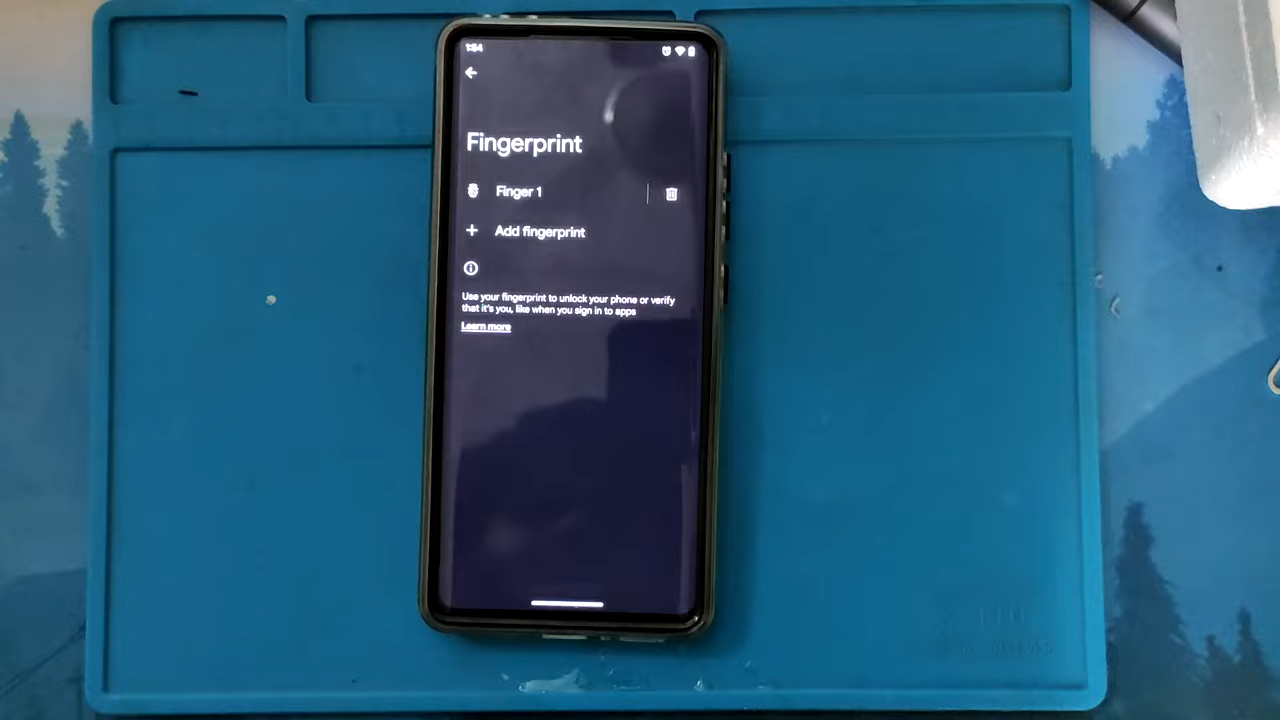 1:54
Fingerprint
Finger 1
Add fingerprint
Use your fingerprint to unlock your phone or verify
that it's you, like when you sign in to apps
Learn more